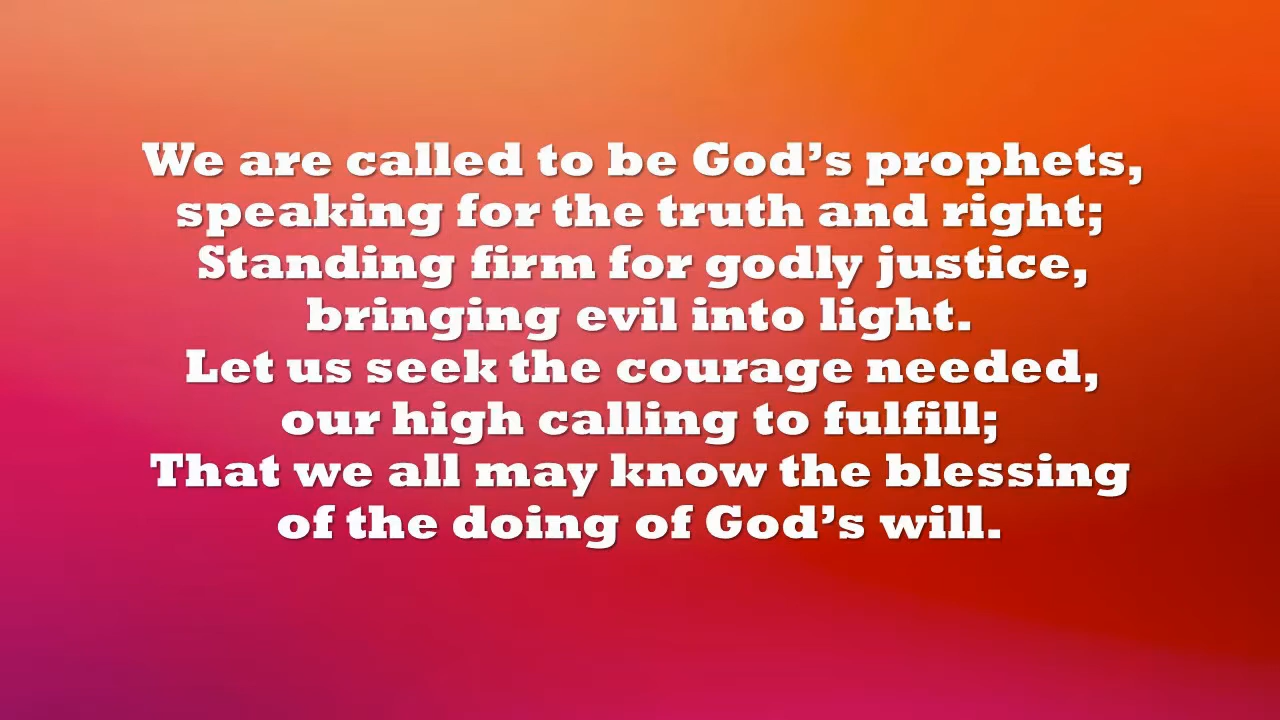 We are called to be God’s prophets,
speaking for the truth and right;
Standing firm for godly justice,
bringing evil into light.
Let us seek the courage needed,
our high calling to fulfill;
That we all may know the blessing
of the doing of God’s will.